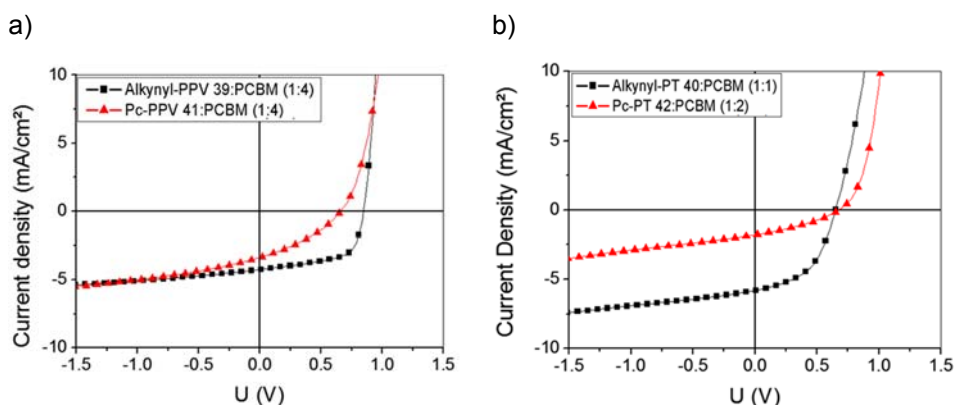 a)
b)
Current density (mA/cm²)
10
5
0
-5
-10
Alkynyl-PPV 39:PCBM (1:4)
Pc-PPV 41:PCBM (1:4)
-1.5 -1.0 -0.5 0.0 0.5 1.0 1.5
U (V)
Current Density (mA/cm²)
10
5
0
-5
-10
Alkynyl-PT 40:PCBM (1:1)
Pc-PT 42:PCBM (1:2)
-1.5 -1.0 -0.5 0.0 0.5 1.0 1.5
U (V)